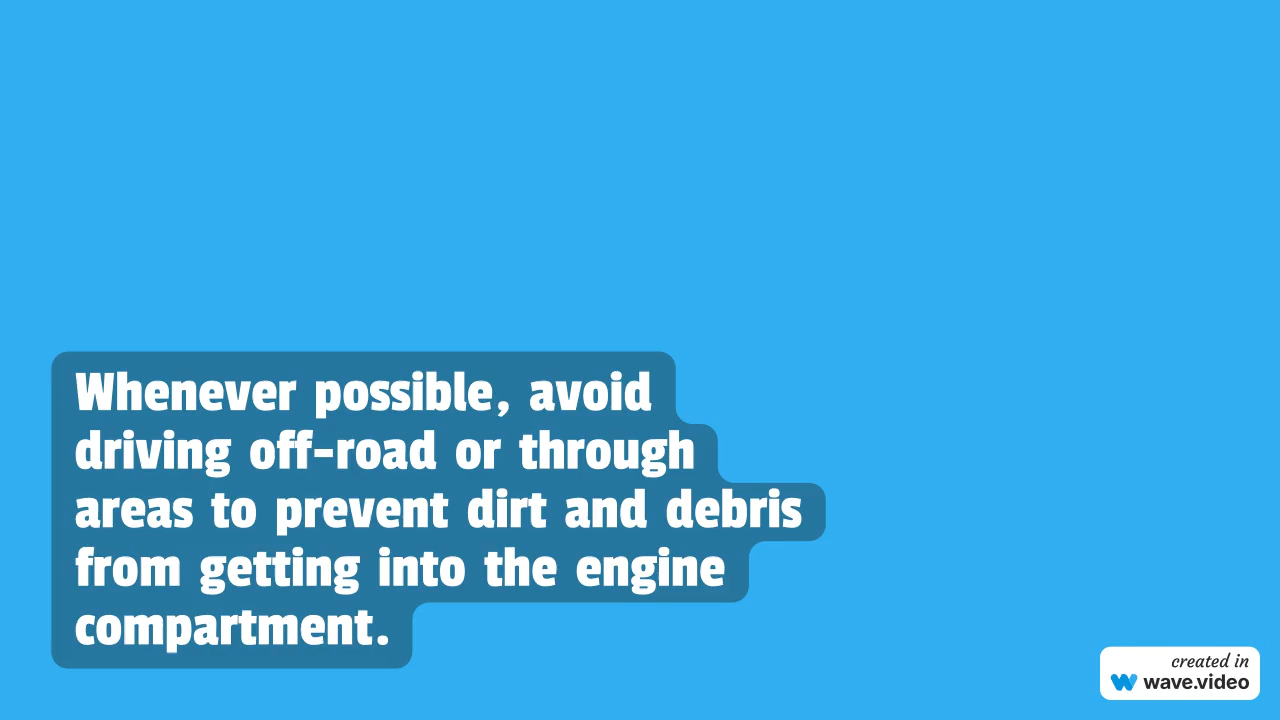 Whenever possible, avoid
driving off-road or through
areas to prevent dirt and debris
from getting into the engine
compartment.
created in
wave.video